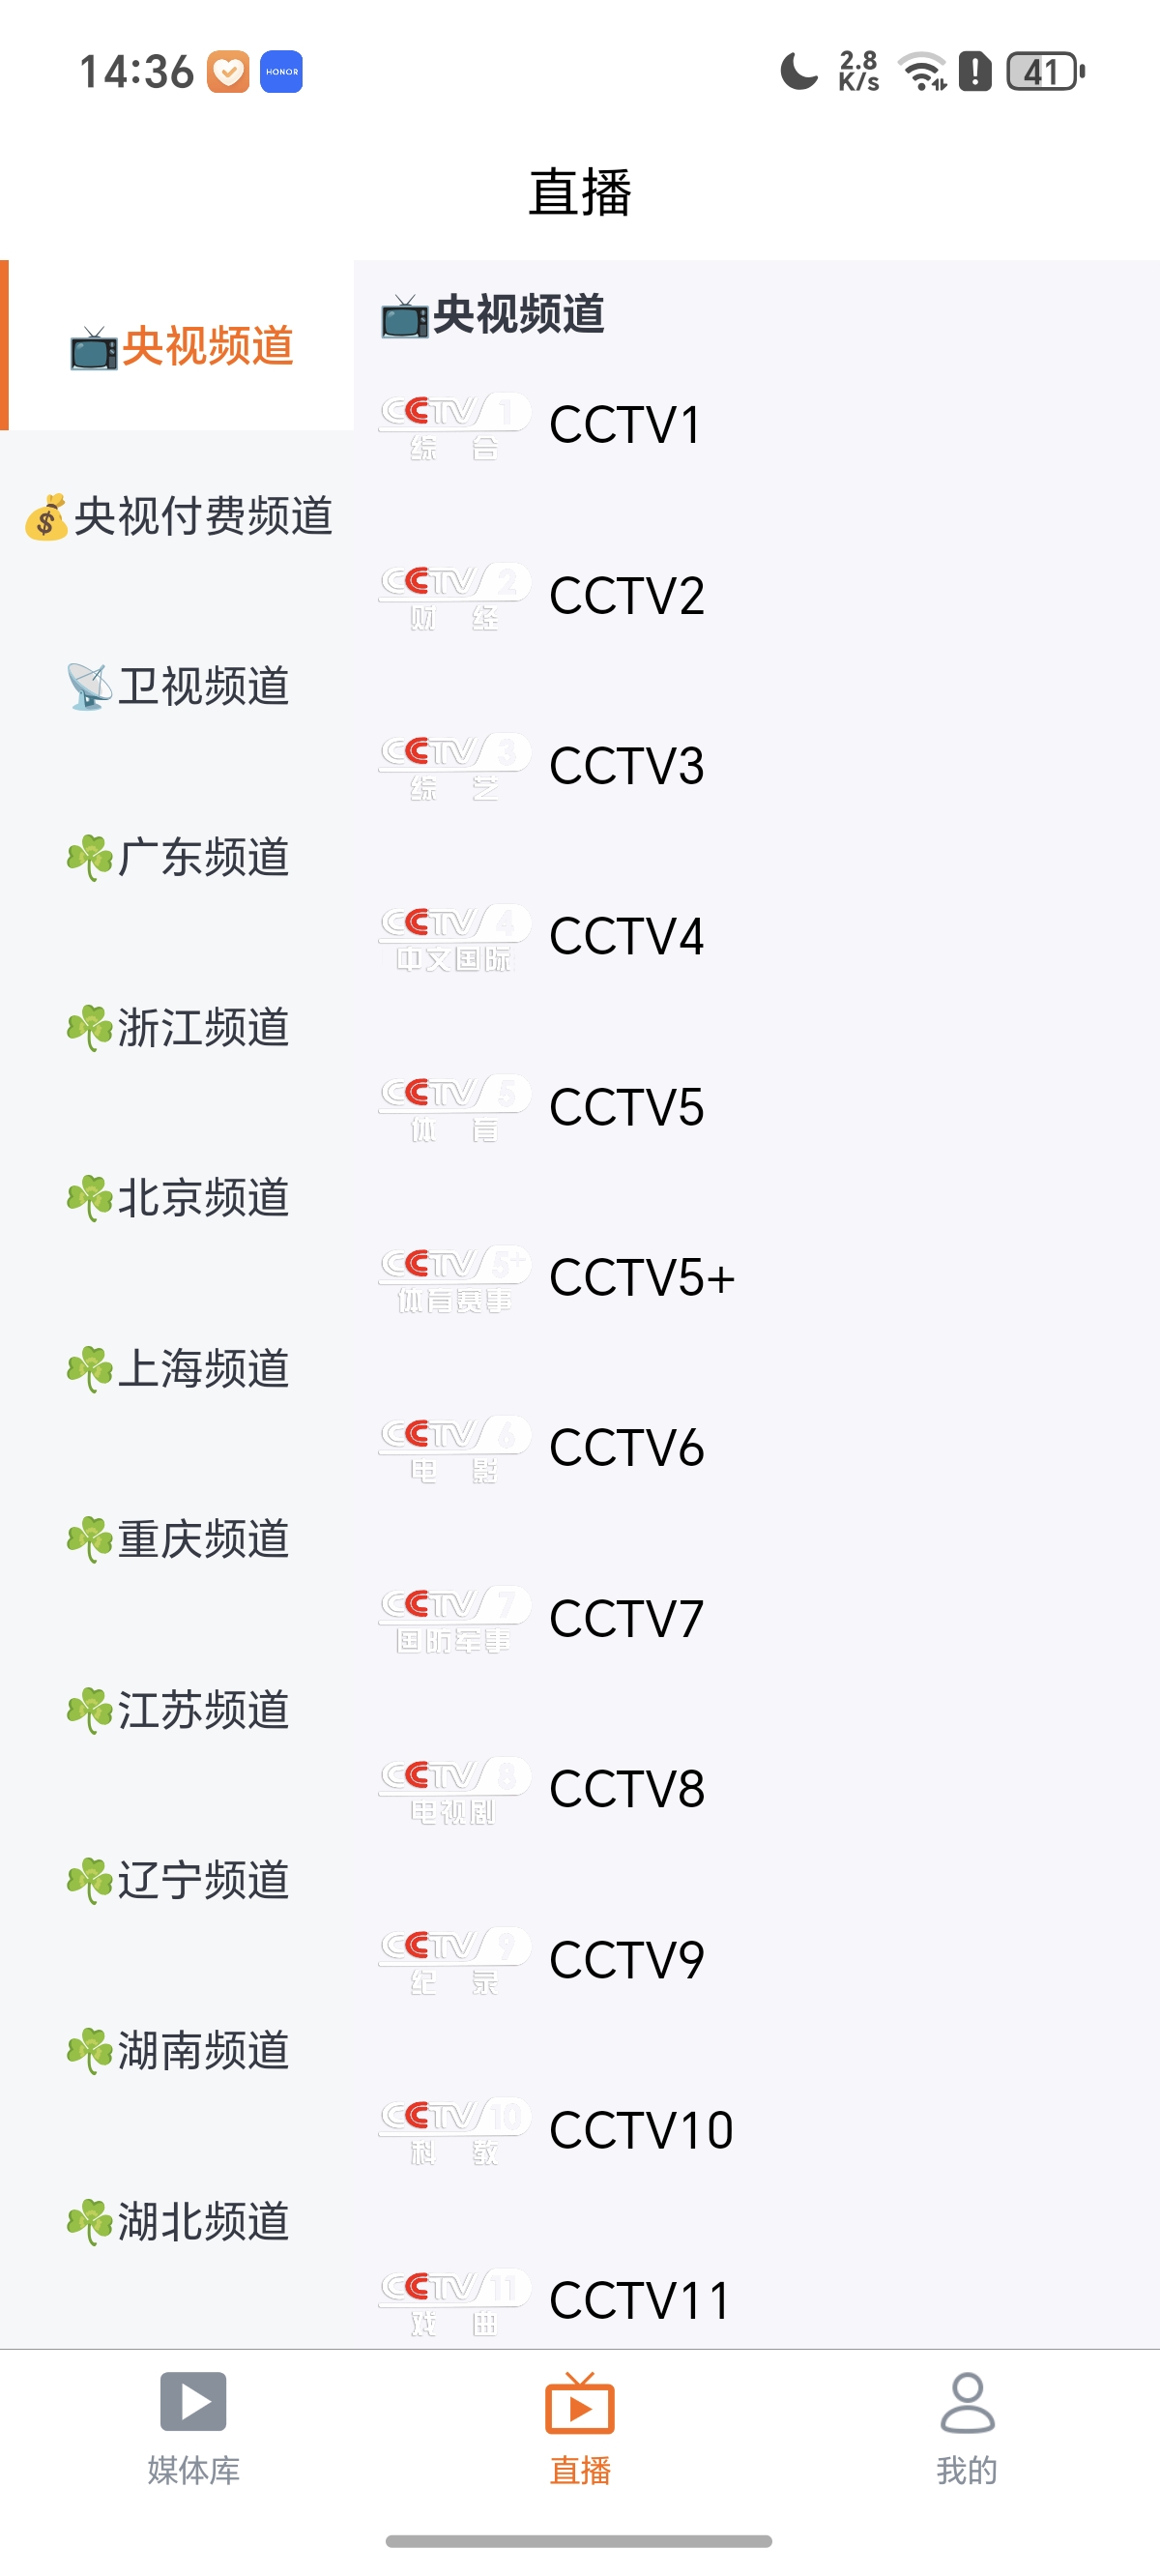 14:36
HONOR
2.8
K/s
41
直播
📺央视频道
💰央视付费频道
📡卫视频道
☘️广东频道
☘️浙江频道
☘️北京频道
☘️上海频道
☘️重庆频道
☘️江苏频道
☘️辽宁频道
☘️湖南频道
☘️湖北频道
📺央视频道
CCTV 1
综 合
CCTV1
CCTV 2
财 经
CCTV2
CCTV 3
综 艺
CCTV3
CCTV 4
中文国际
CCTV4
CCTV 5
体 育
CCTV5
CCTV 5+
体育赛事
CCTV5+
CCTV 6
电 影
CCTV6
CCTV 7
国防军事
CCTV7
CCTV 8
电视剧
CCTV8
CCTV 9
纪 录
CCTV9
CCTV 10
科 教
CCTV10
CCTV 11
戏 曲
CCTV11
媒体库
直播
我的